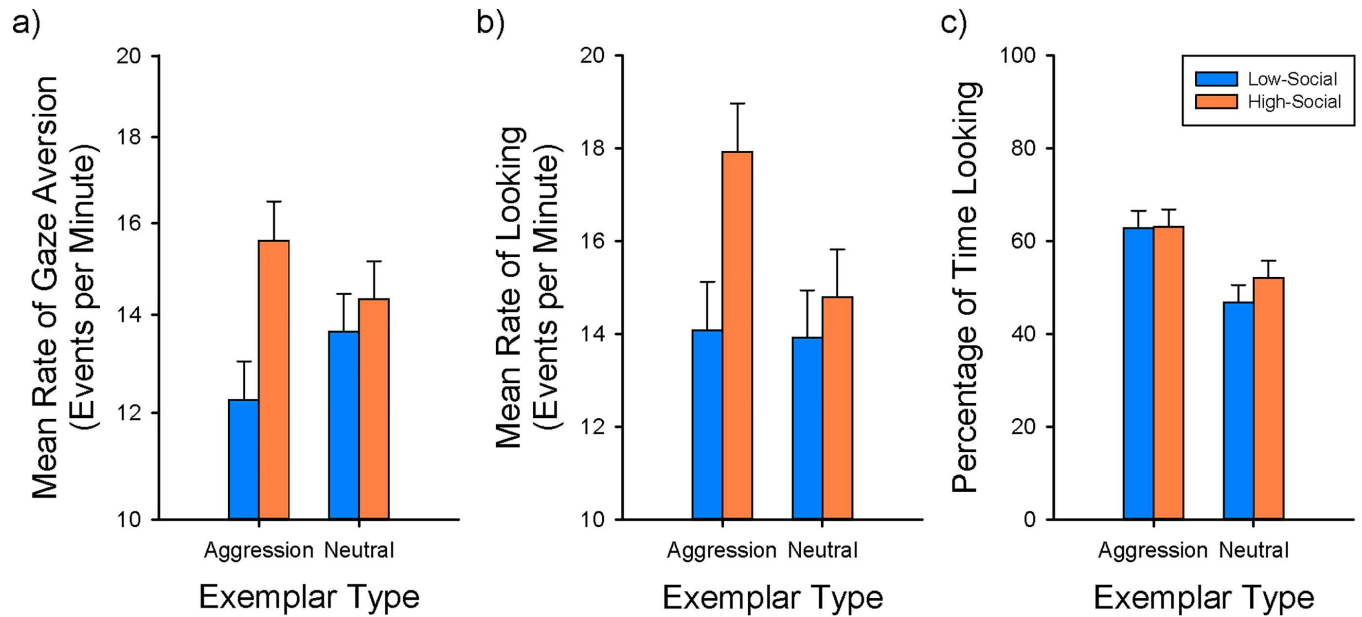 a)
Mean Rate of Gaze Aversion
(Events per Minute)
20
18
16
14
12
10
Aggression Neutral
Exemplar Type
b)
Mean Rate of Looking
(Events per Minute)
20
18
16
14
12
10
Aggression Neutral
Exemplar Type
c)
Percentage of Time Looking
100
80
60
40
20
0
Low-Social
High-Social
Aggression Neutral
Exemplar Type